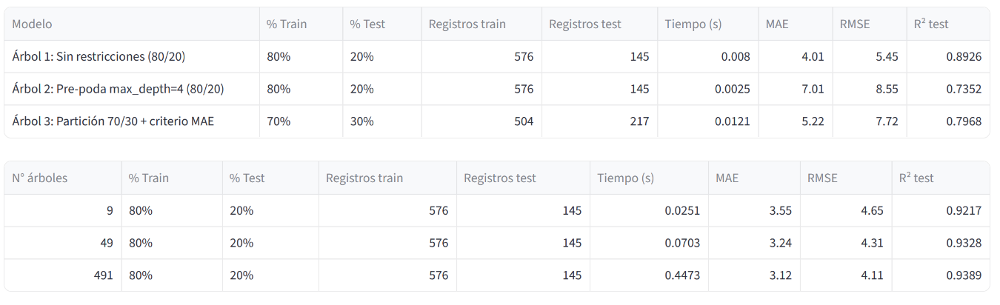 Modelo % Train % Test Registros train Registros test Tiempo (s) MAE RMSE R² test
Árbol 1: Sin restricciones (80/20) 80% 20% 576 145 0.008 4.01 5.45 0.8926
Árbol 2: Pre-poda max_depth=4 (80/20) 80% 20% 576 145 0.0025 7.01 8.55 0.7352
Árbol 3: Partición 70/30 + criterio MAE 70% 30% 504 217 0.0121 5.22 7.72 0.7968
N° árboles % Train % Test Registros train Registros test Tiempo (s) MAE RMSE R² test
9 80% 20% 576 145 0.0251 3.55 4.65 0.9217
49 80% 20% 576 145 0.0703 3.24 4.31 0.9328
491 80% 20% 576 145 0.4473 3.12 4.11 0.9389